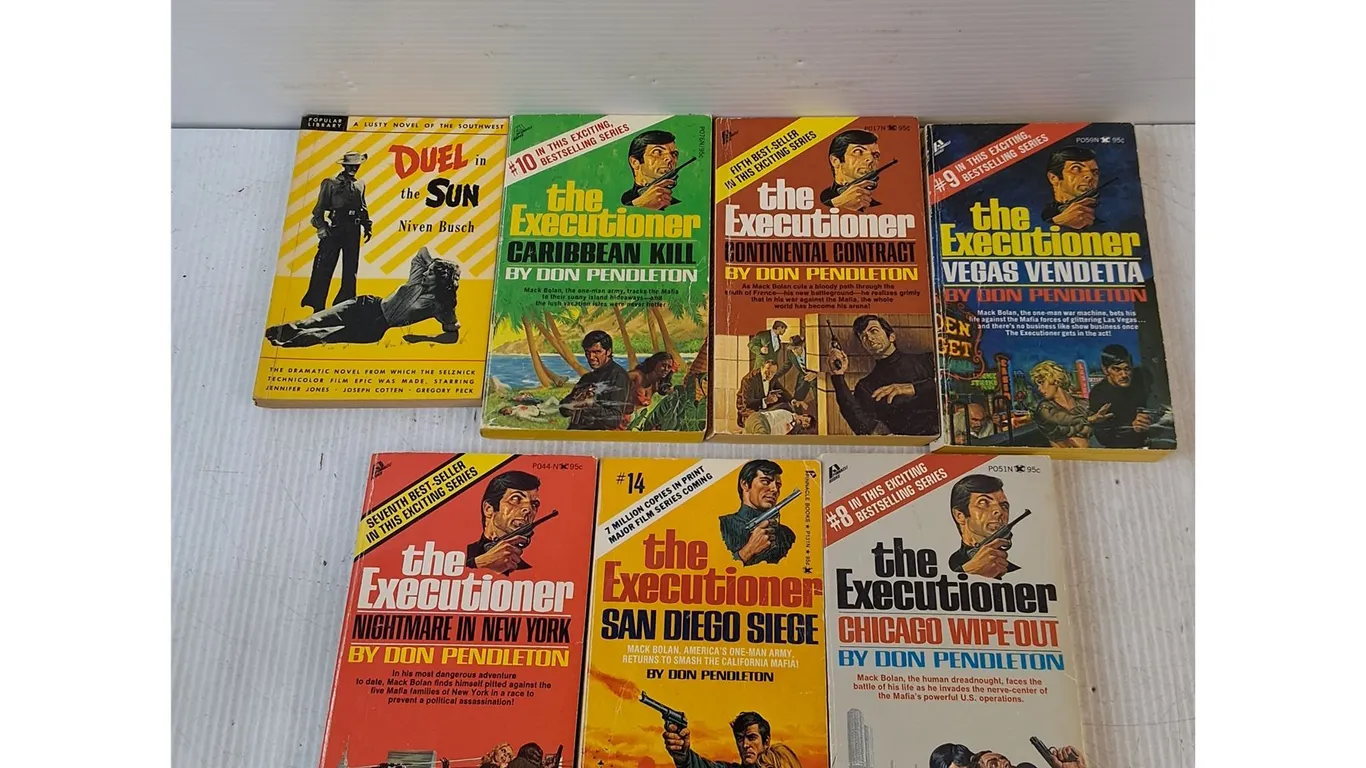 POPULAR
LIBRARY
A LUSTY NOVEL OF THE SOUTHWEST
DUEL in
the SUN
Niven Busch
THE DRAMATIC NOVEL FROM WHICH THE SELZNICK
TECHNICOLOR FILM EPIC WAS MADE, STARRING
JENNIFER JONES · JOSEPH COTTEN · GREGORY PECK
#10 IN THIS EXCITING,
BESTSELLING SERIES
P076N 95c
the
Executioner
CARIBBEAN KILL
BY DON PENDLETON
Mack Bolan, the one-man army, tracks the Mafia
to their sunny island hideaways—and
the lush vacation isles were never hotter!
FIFTH BEST-SELLER
IN THIS EXCITING SERIES
P017N 95c
the
Executioner
CONTINENTAL CONTRACT
BY DON PENDLETON
As Mack Bolan cuts a bloody path through the
south of France—his new battleground—he realizes grimly
that in his war against the Mafia, the whole
world has become his arena!
#9 IN THIS EXCITING,
BESTSELLING SERIES
P059N 95c
the
Executioner
VEGAS VENDETTA
BY DON PENDLETON
Mack Bolan, the one-man war machine, bets his
life against the Mafia forces of glittering Las Vegas...
and there's no business like show business once
The Executioner gets in the act!
SEVENTH BEST-SELLER
IN THIS EXCITING SERIES
P044-N 95c
the
Executioner
NIGHTMARE IN NEW YORK
BY DON PENDLETON
In his most dangerous adventure
to date, Mack Bolan finds himself pitted against the
five Mafia families of New York in a race to
prevent a political assassination!
#14
7 MILLION COPIES IN PRINT
MAJOR FILM SERIES COMING
PINNACLE BOOKS ★ P131N ★ 95c
the
Executioner
SAN DIEGO SIEGE
MACK BOLAN, AMERICA'S ONE-MAN ARMY,
RETURNS TO SMASH THE CALIFORNIA MAFIA!
BY DON PENDLETON
#8 IN THIS EXCITING
BESTSELLING SERIES
P051N 95c
the
Executioner
CHICAGO WIPE-OUT
BY DON PENDLETON
Mack Bolan, the human dreadnought, faces the
battle of his life as he invades the nerve-center of
the Mafia's powerful U.S. operations.